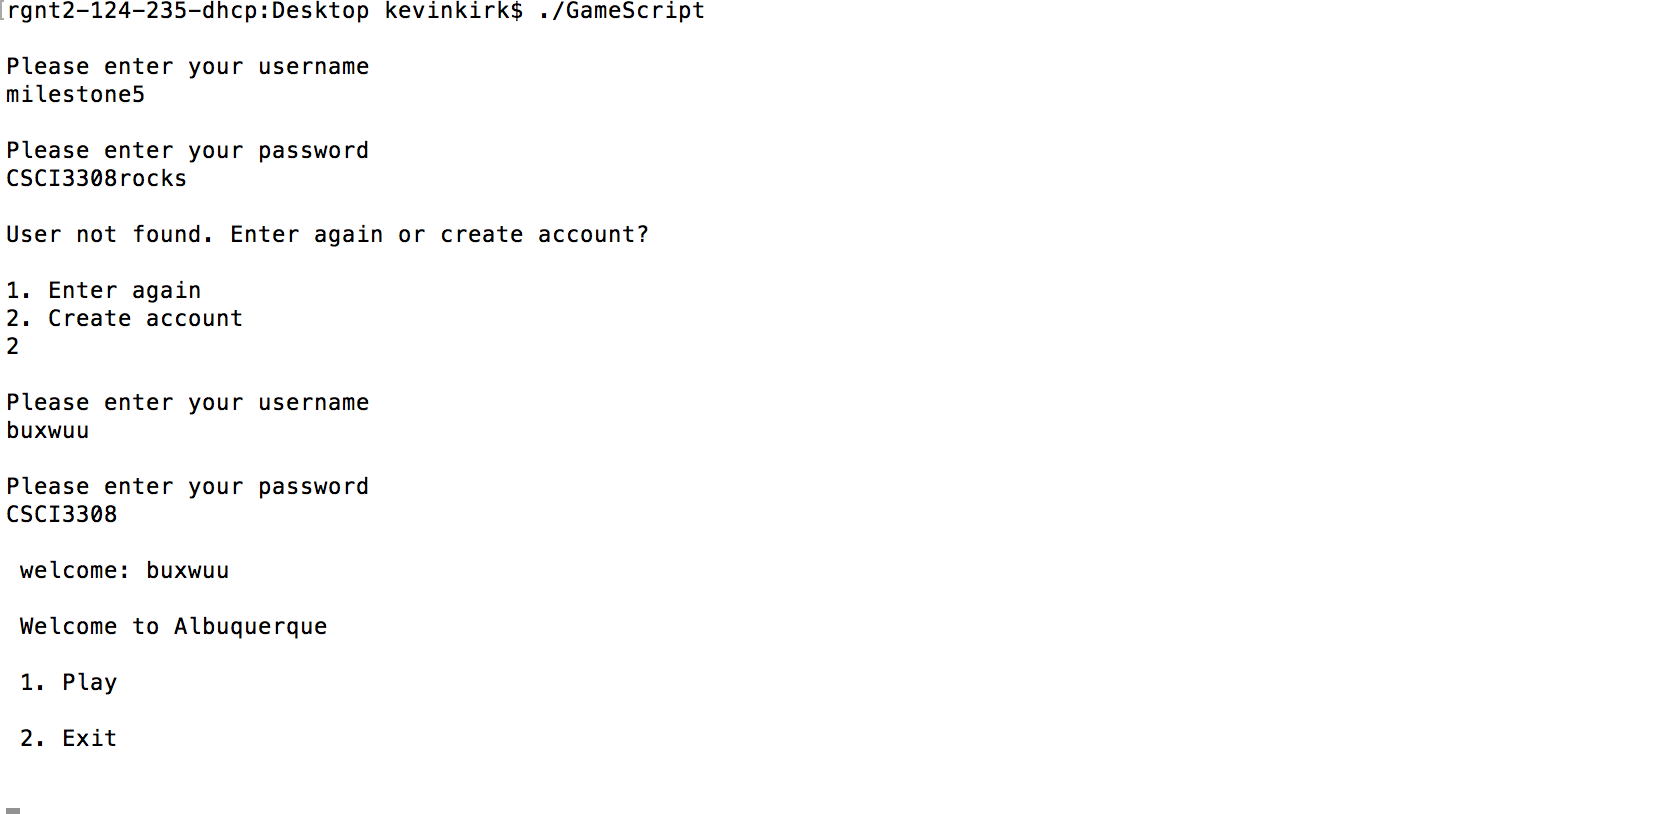 rgnt2-124-235-dhcp:Desktop kevinkirk$ ./GameScript
Please enter your username
milestone5
Please enter your password
CSCI3308rocks
User not found. Enter again or create account?
1. Enter again
2. Create account
2
Please enter your username
buxwuu
Please enter your password
CSCI3308
welcome: buxwuu
Welcome to Albuquerque
1. Play
2. Exit